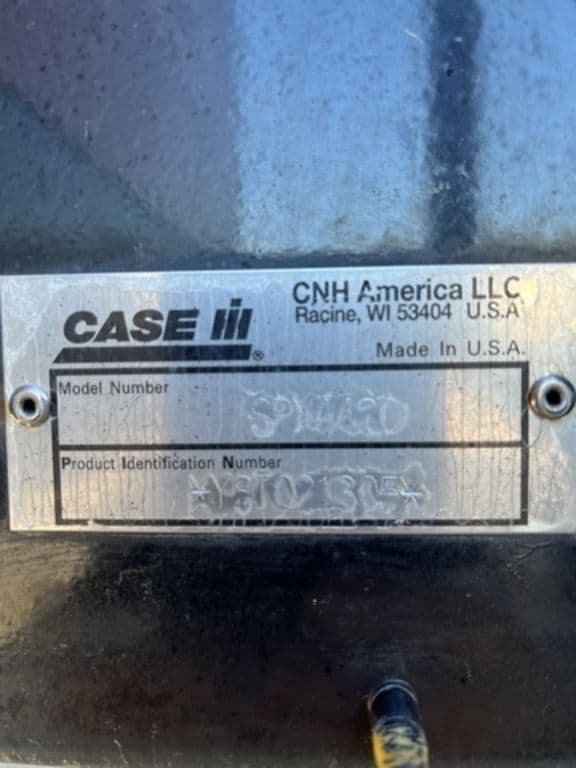 CNH America LLC
CASE IH
Racine, WI 53404 U.S.A
®
Made In U.S.A.
Model Number
Product Identification Number